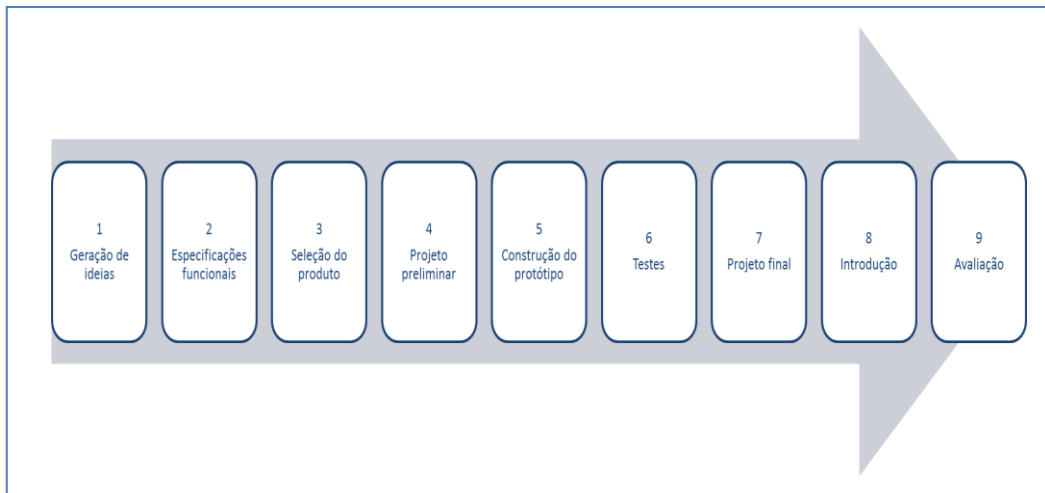 1
Geração de
ideias
2
Especificações
funcionais
3
Seleção do
produto
4
Projeto
preliminar
5
Construção do
protótipo
6
Testes
7
Projeto final
8
Introdução
9
Avaliação